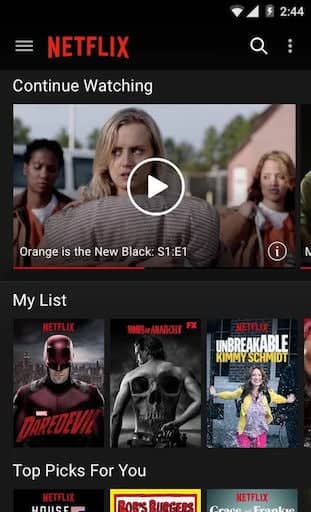 2:44
NETFLIX
Continue Watching
Orange is the New Black: S1:E1
i
M
My List
NETFLIX
MARVEL
DAREDEVIL
SONS OF ANARCHY FX
NETFLIX
UNBREAKABLE
KIMMY SCHMIDT
Top Picks For You
NETFLIX
HOUSE
BOB'S BURGERS
NETFLIX
Grace and Frankie